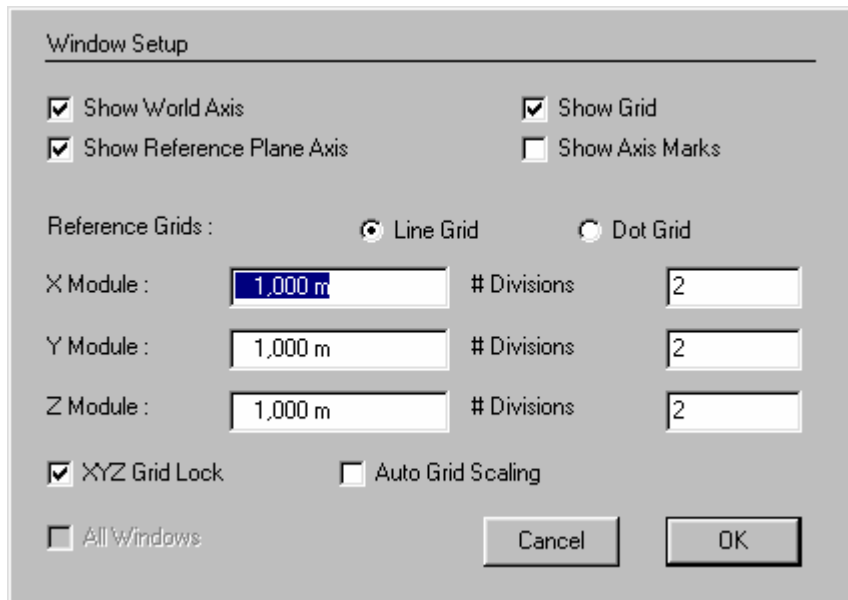 Window Setup
Show World Axis
Show Grid
Show Reference Plane Axis
Show Axis Marks
Reference Grids :
Line Grid
Dot Grid
X Module :
1,000 m
# Divisions
2
Y Module :
1,000 m
# Divisions
2
Z Module :
1,000 m
# Divisions
2
XYZ Grid Lock
Auto Grid Scaling
All Windows
Cancel
OK